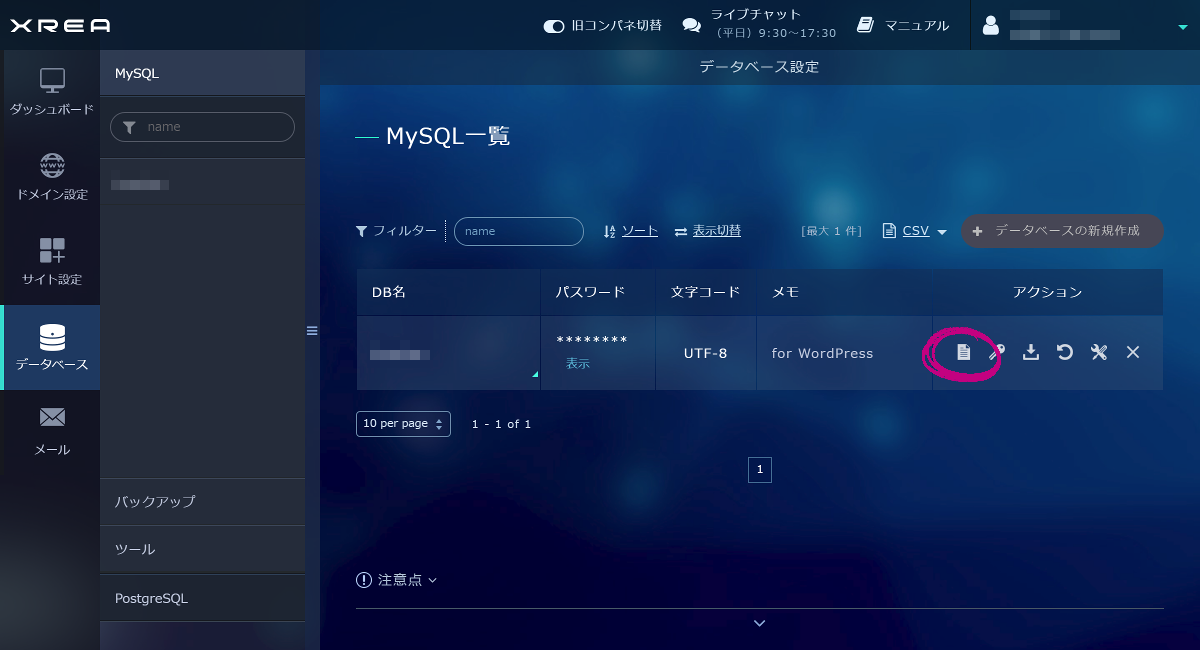 XREA
旧コンパネ切替
ライブチャット
（平日）9:30～17:30
マニュアル
ダッシュボード
ドメイン設定
サイト設定
データベース
メール
MySQL
name
バックアップ
ツール
PostgreSQL
データベース設定
MySQL一覧
フィルター name ソート 表示切替 [最大 1 件] CSV + データベースの新規作成
DB名 パスワード 文字コード メモ アクション
********
表示
UTF-8
for WordPress
10 per page 1 - 1 of 1
1
注意点